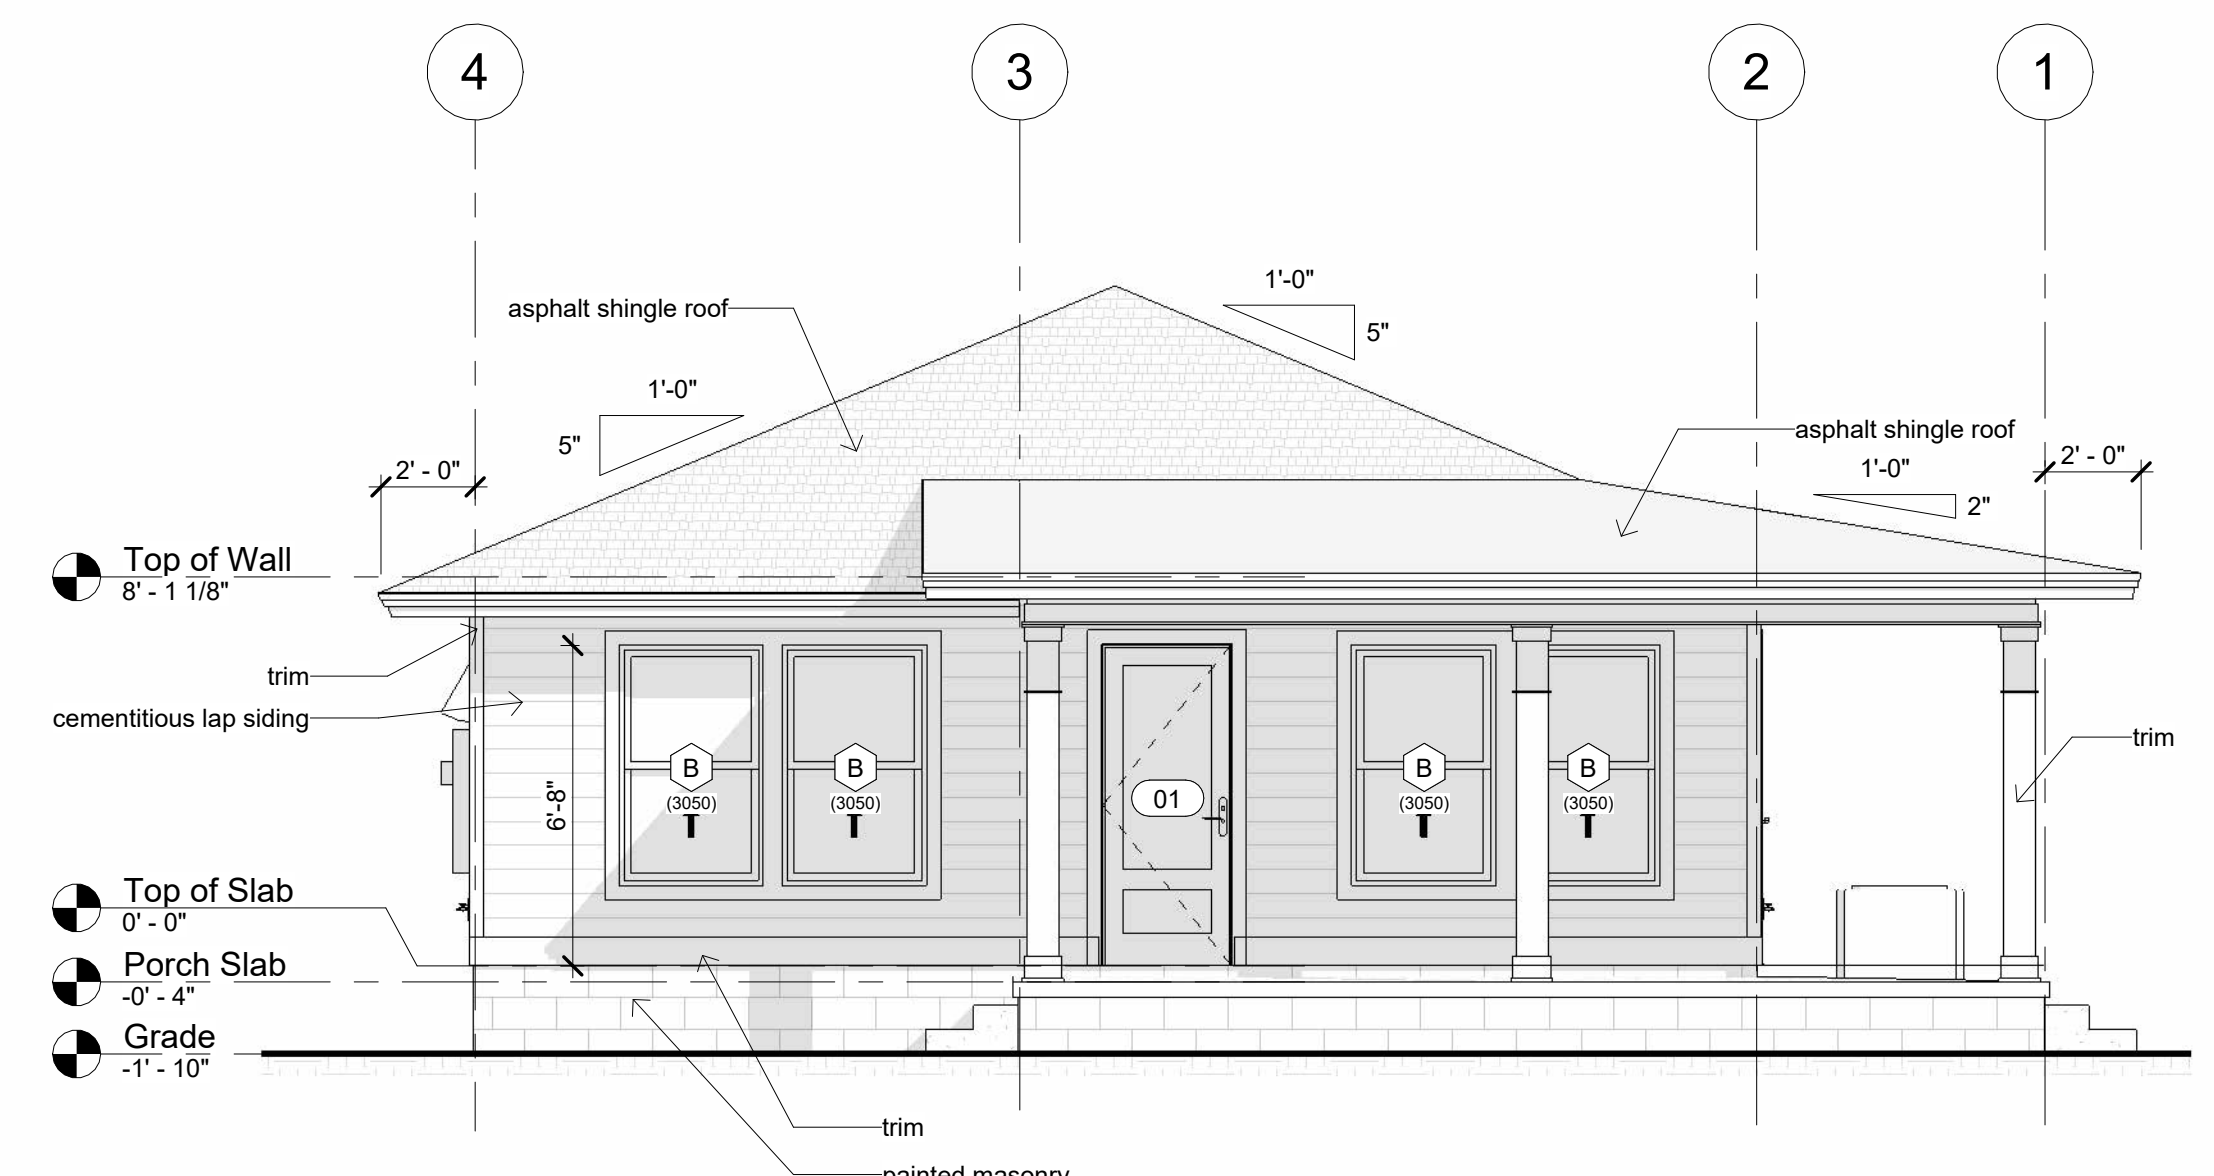 4
3
2
1
1'-0"
5"
asphalt shingle roof
1'-0"
5"
asphalt shingle roof
2' - 0"
1'-0"
2"
2' - 0"
Top of Wall
8' - 1 1/8"
trim
cementitious lap siding
6'-8"
B
(3050)
B
(3050)
01
B
(3050)
B
(3050)
trim
Top of Slab
0' - 0"
Porch Slab
-0' - 4"
Grade
-1' - 10"
trim
painted masonry